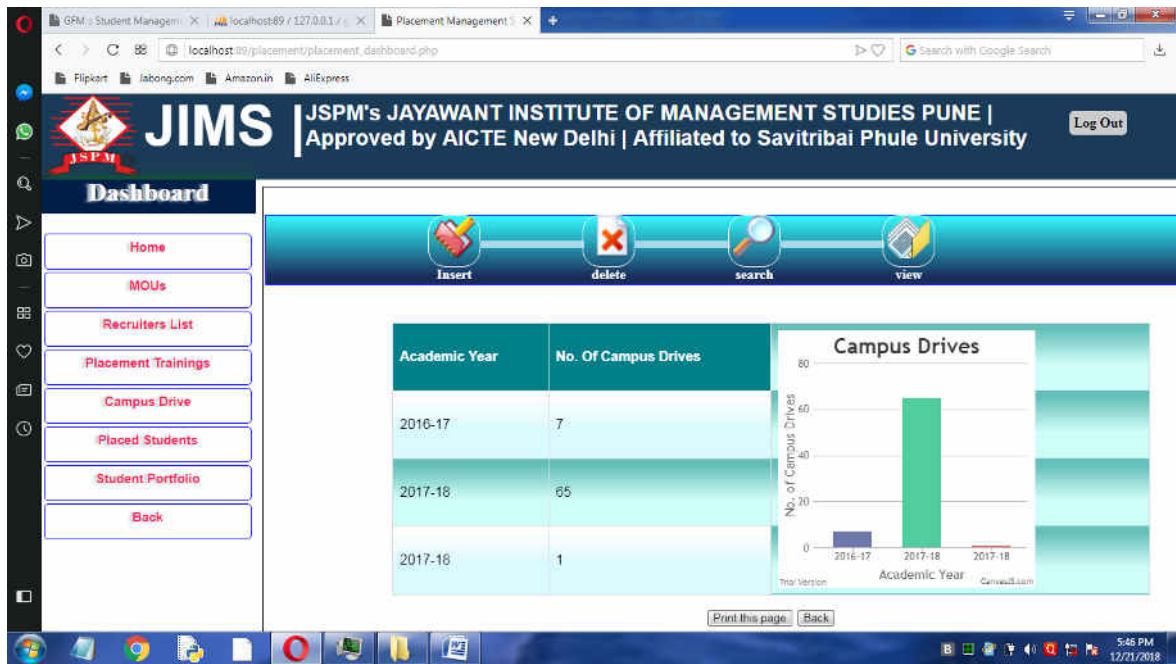 GFM :: Student Managem
localhost:89 / 127.0.0.1 /
Placement Management S
localhost:89/placement/placement_dashboard.php
Search with Google Search
Flipkart
Jabong.com
Amazon.in
AliExpress
JSPM
JIMS
JSPM's JAYAWANT INSTITUTE OF MANAGEMENT STUDIES PUNE |
Approved by AICTE New Delhi | Affiliated to Savitribai Phule University
Log Out
Dashboard
Home
MOUs
Recruiters List
Placement Trainings
Campus Drive
Placed Students
Student Portfolio
Back
Insert
delete
search
view
Academic Year
No. Of Campus Drives
2016-17
7
2017-18
65
2017-18
1
Campus Drives
No. of Campus Drives
80
60
40
20
0
2016-17
2017-18
2017-18
Academic Year
Trial Version
CanvasJS.com
Print this page
Back
5:46 PM
12/21/2018